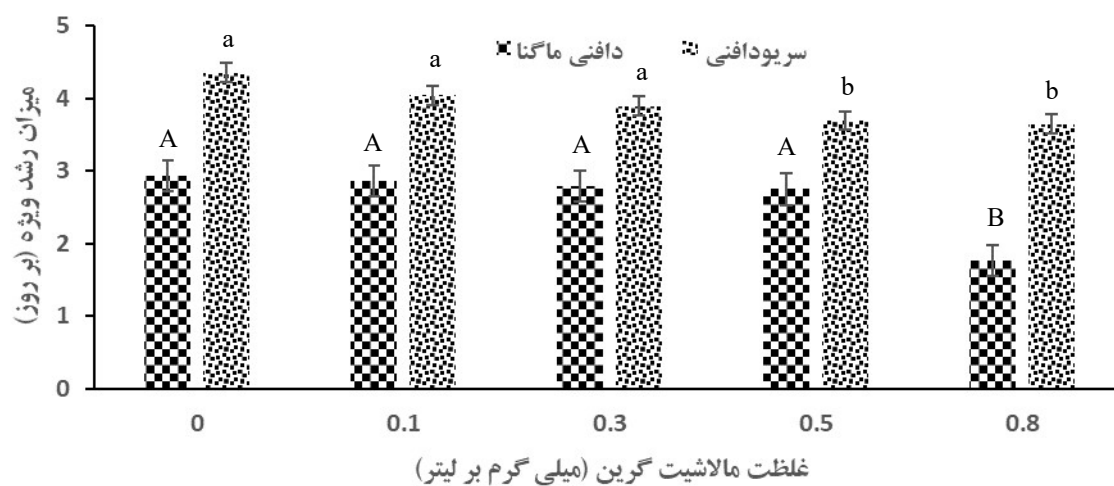 میزان رشد ویژه (بر روز)
5
4
3
2
1
0
دافنی ماگنا
سریودافنی
A
a
A
a
A
a
A
b
B
b
0
0.1
0.3
0.5
0.8
غلظت مالاشیت گرین (میلی گرم بر لیتر)